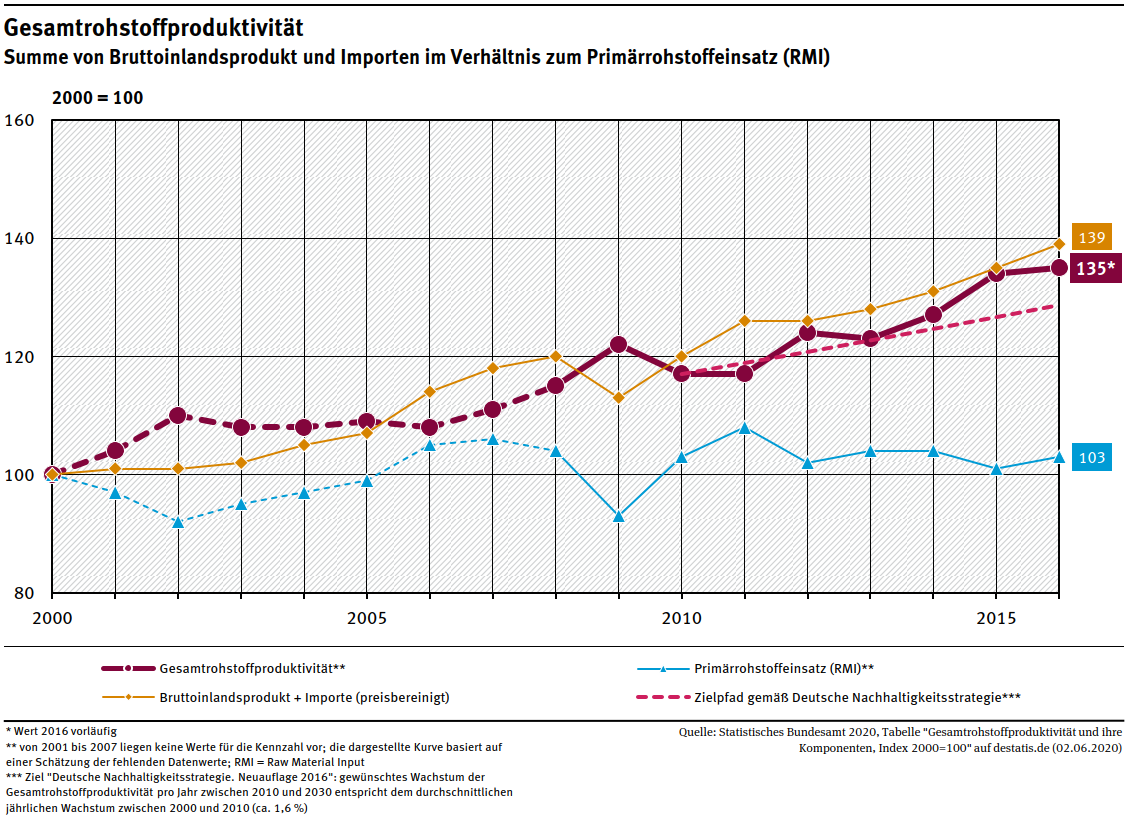 Gesamtrohstoffproduktivität
Summe von Bruttoinlandsprodukt und Importen im Verhältnis zum Primärrohstoffeinsatz (RMI)
2000 = 100
160
140
120
100
80
139
135*
103
2000
2005
2010
2015
Gesamtrohstoffproduktivität**
Primärrohstoffeinsatz (RMI)**
Bruttoinlandsprodukt + Importe (preisbereinigt)
Zielpfad gemäß Deutsche Nachhaltigkeitsstrategie***
* Wert 2016 vorläufig
** von 2001 bis 2007 liegen keine Werte für die Kennzahl vor; die dargestellte Kurve basiert auf
einer Schätzung der fehlenden Datenwerte; RMI = Raw Material Input
*** Ziel "Deutsche Nachhaltigkeitsstrategie. Neuauflage 2016": gewünschtes Wachstum der
Gesamtrohstoffproduktivität pro Jahr zwischen 2010 und 2030 entspricht dem durchschnittlichen
jährlichen Wachstum zwischen 2000 und 2010 (ca. 1,6 %)
Quelle: Statistisches Bundesamt 2020, Tabelle "Gesamtrohstoffproduktivität und ihre
Komponenten, Index 2000=100" auf destatis.de (02.06.2020)